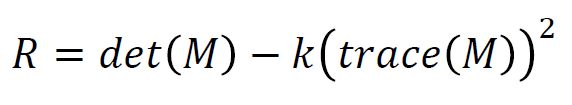 R = det(M) − k(trace(M))²